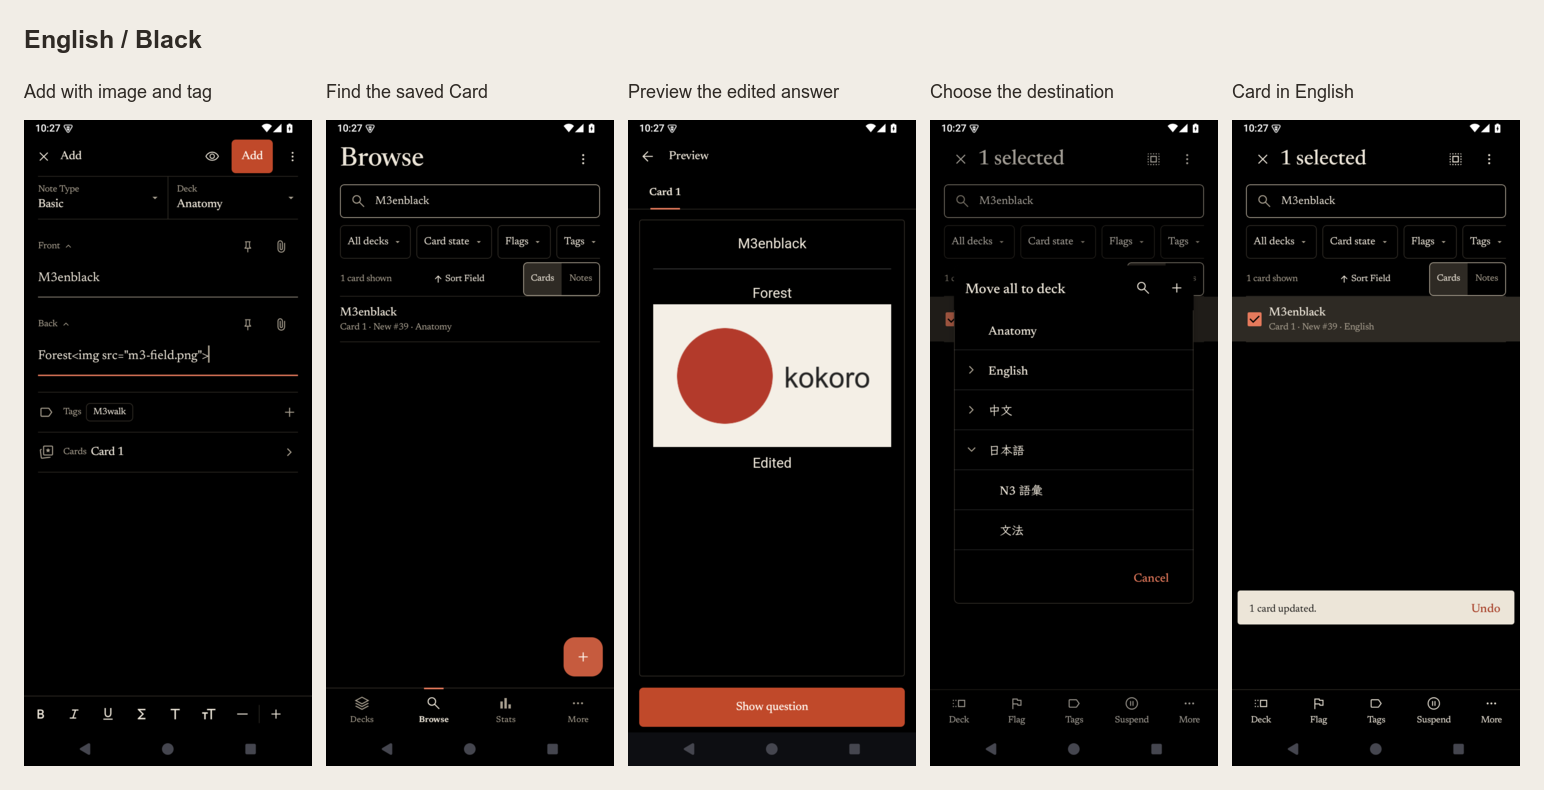 English / Black
Add with image and tag
10:27
Add
Add
Note Type
Basic
Deck
Anatomy
Front
M3enblack
Back
Forest<img src="m3-field.png">
Tags
M3walk
Cards
Card 1
B
I
U
Σ
T
TT
Find the saved Card
10:27
Browse
M3enblack
All decks
Card state
Flags
Tags
1 card shown
↑ Sort Field
Cards
Notes
M3enblack
Card 1 · New #39 · Anatomy
Decks
Browse
Stats
More
Preview the edited answer
10:27
Preview
Card 1
M3enblack
Forest
kokoro
Edited
Show question
Choose the destination
10:27
1 selected
M3enblack
All decks
Card state
Flags
Tags
Move all to deck
Anatomy
English
中文
日本語
N3 語彙
文法
Cancel
Deck
Flag
Tags
Suspend
More
Card in English
10:27
1 selected
M3enblack
All decks
Card state
Flags
Tags
1 card shown
↑ Sort Field
Cards
Notes
M3enblack
Card 1 · New #39 · English
1 card updated.
Undo
Deck
Flag
Tags
Suspend
More